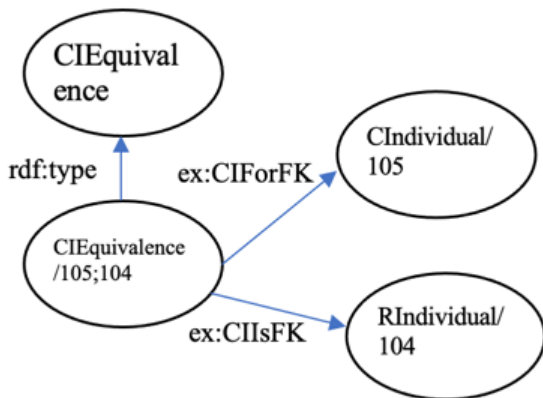 CIEquival
ence
rdf:type
ex:CIForFK
CIndividual/
105
CIEquivalence
/105;104
ex:CIIsFK
RIndividual/
104